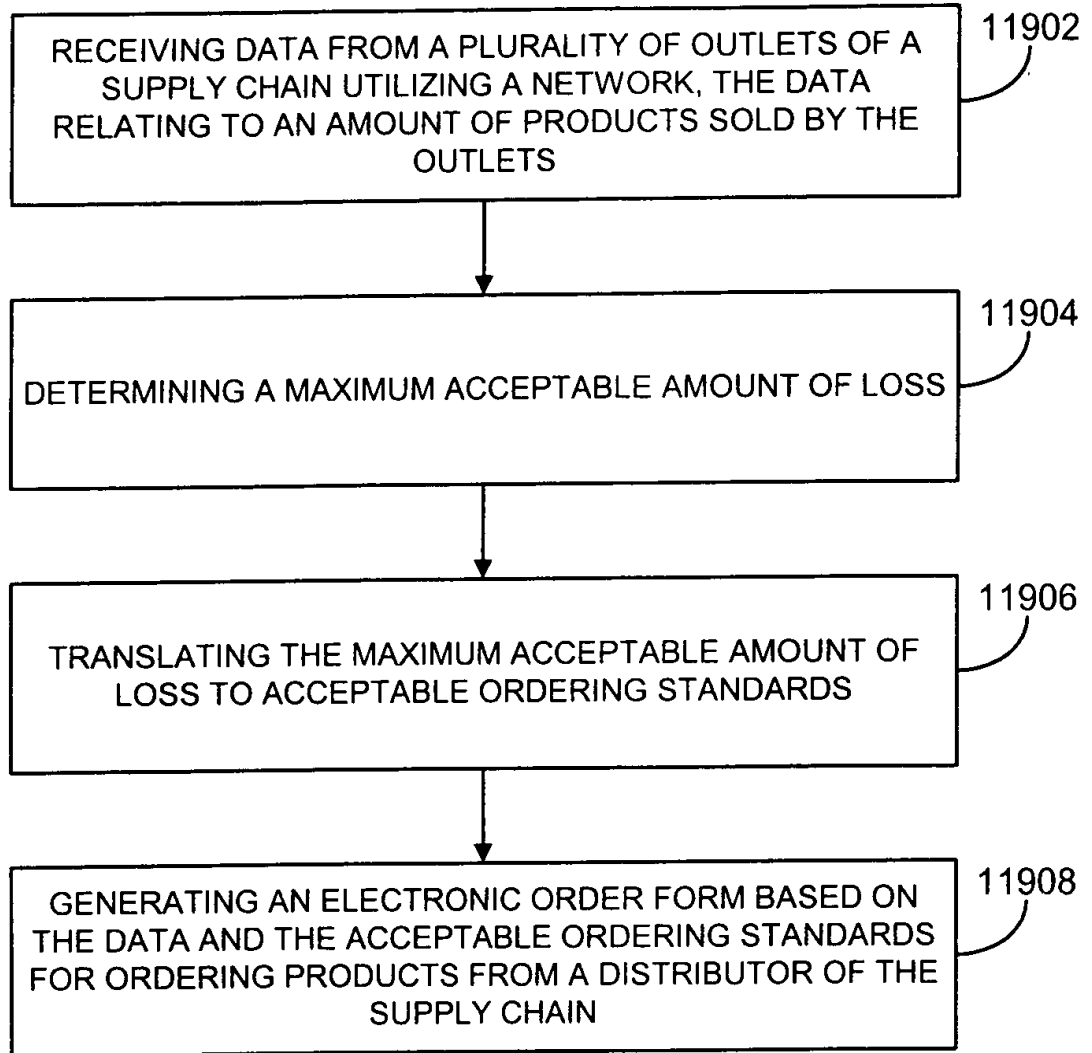 RECEIVING DATA FROM A PLURALITY OF OUTLETS OF A
SUPPLY CHAIN UTILIZING A NETWORK, THE DATA
RELATING TO AN AMOUNT OF PRODUCTS SOLD BY THE
OUTLETS
11902
DETERMINING A MAXIMUM ACCEPTABLE AMOUNT OF LOSS
11904
TRANSLATING THE MAXIMUM ACCEPTABLE AMOUNT OF
LOSS TO ACCEPTABLE ORDERING STANDARDS
11906
GENERATING AN ELECTRONIC ORDER FORM BASED ON
THE DATA AND THE ACCEPTABLE ORDERING STANDARDS
FOR ORDERING PRODUCTS FROM A DISTRIBUTOR OF THE
SUPPLY CHAIN
11908